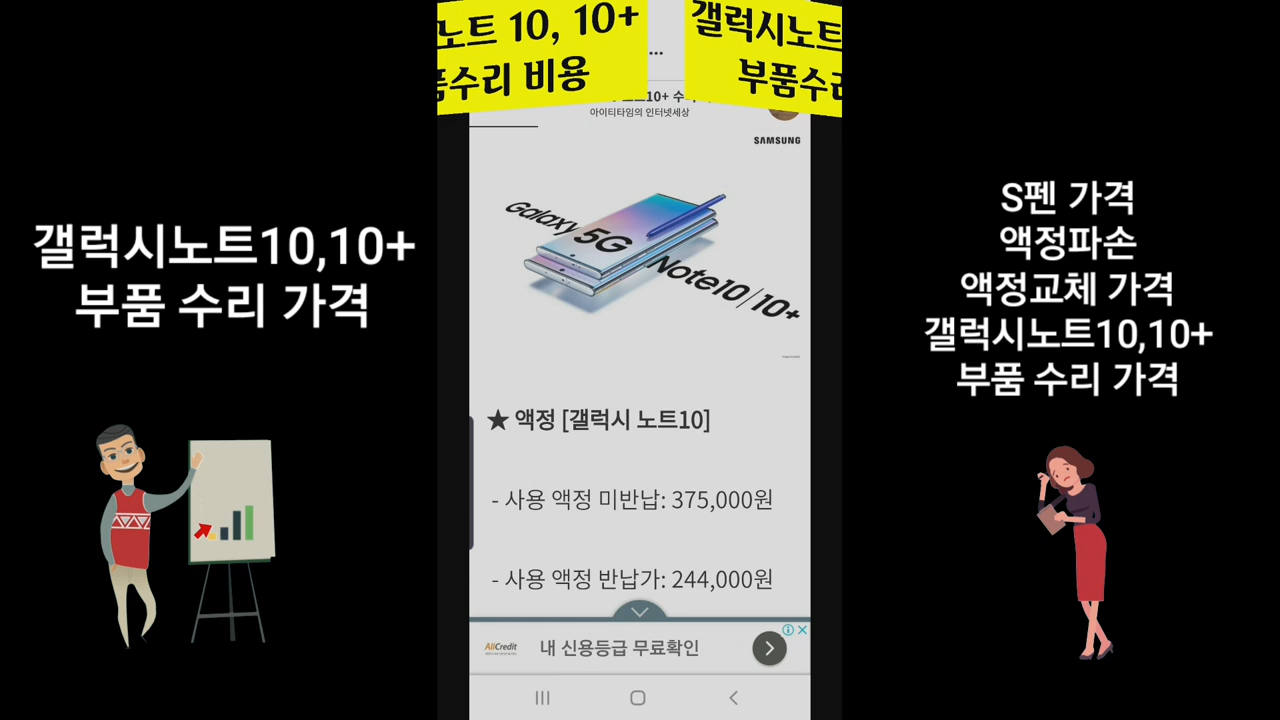 갤럭시노트10,10+
부품 수리 가격
노트 10, 10+
수리 비용
갤럭시노트
부품수리
...
아이티타임의 인터넷세상
SAMSUNG
Galaxy 5G
Note10/10+
★ 액정 [갤럭시 노트10]
- 사용 액정 미반납: 375,000원
- 사용 액정 반납가: 244,000원
AllCredit
내 신용등급 무료확인
S펜 가격
액정파손
액정교체 가격
갤럭시노트10,10+
부품 수리 가격